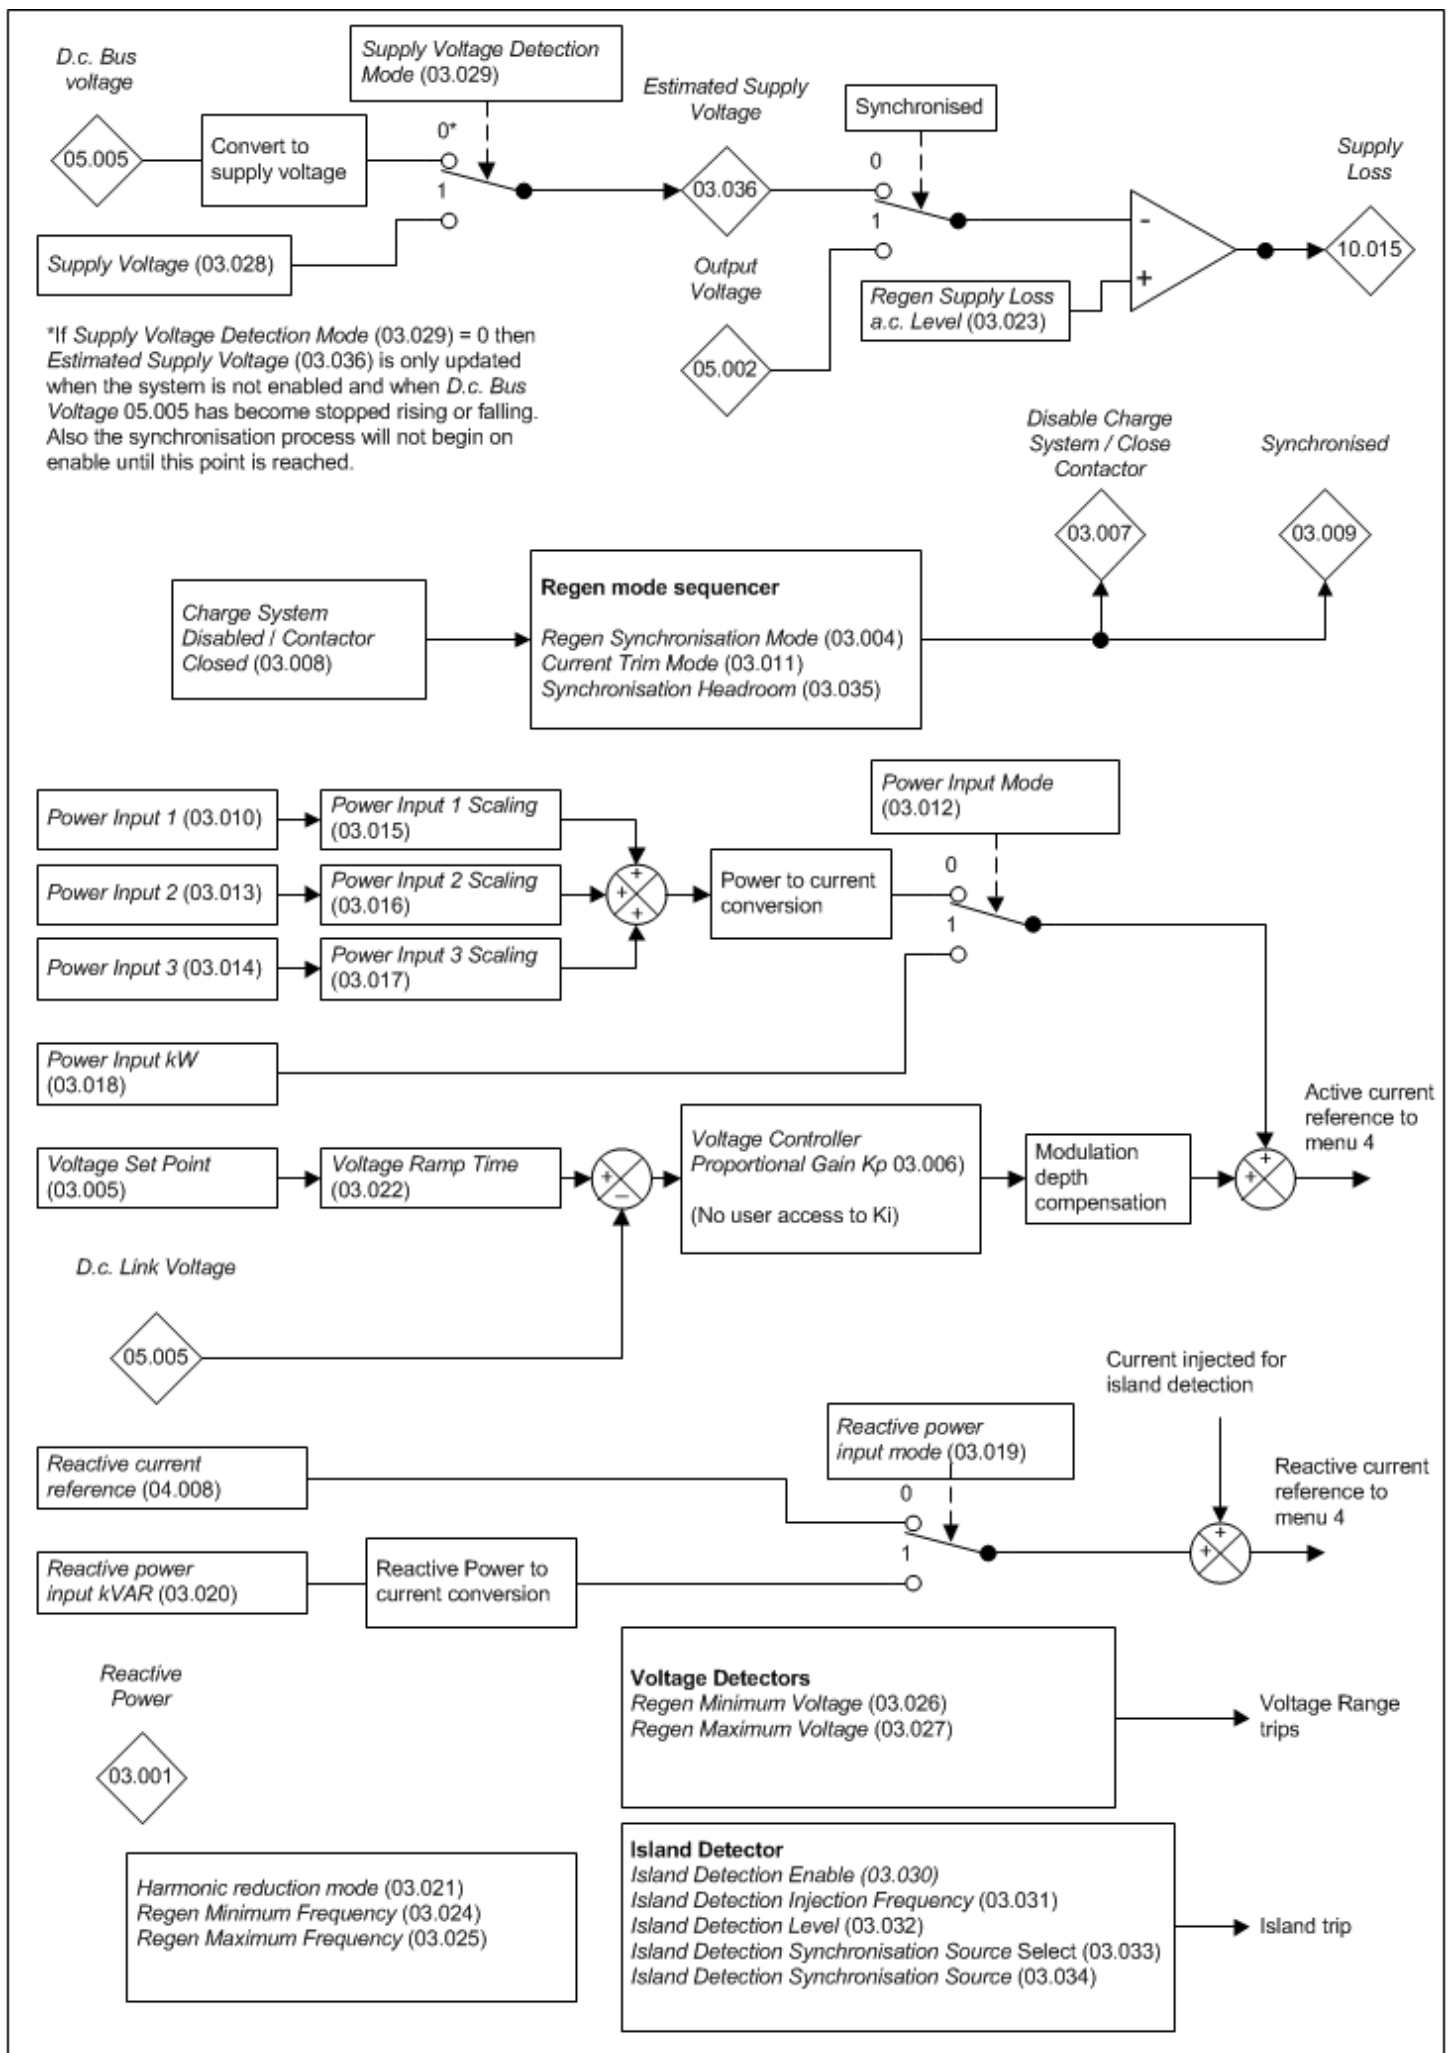 D.c. Bus
voltage
Supply Voltage Detection
Mode (03.029)
Estimated Supply
Voltage
Synchronised
Supply
Loss
0*
1
05.005
Convert to
supply voltage
03.036
0
1
-
+
10.015
Supply Voltage (03.028)
Output
Voltage
05.002
Regen Supply Loss
a.c. Level (03.023)
*If Supply Voltage Detection Mode (03.029) = 0 then
Estimated Supply Voltage (03.036) is only updated
when the system is not enabled and when D.c. Bus
Voltage 05.005 has become stopped rising or falling.
Also the synchronisation process will not begin on
enable until this point is reached.
Disable Charge
System / Close
Contactor
Synchronised
03.007
03.009
Charge System
Disabled / Contactor
Closed (03.008)
Regen mode sequencer
Regen Synchronisation Mode (03.004)
Current Trim Mode (03.011)
Synchronisation Headroom (03.035)
Power Input 1 (03.010)
Power Input 1 Scaling
(03.015)
Power Input Mode
(03.012)
Power Input 2 (03.013)
Power Input 2 Scaling
(03.016)
+
+
+
Power to current
conversion
0
1
Power Input 3 (03.014)
Power Input 3 Scaling
(03.017)
Power Input kW
(03.018)
Voltage Set Point
(03.005)
Voltage Ramp Time
(03.022)
+
–
Voltage Controller
Proportional Gain Kp 03.006)
(No user access to Ki)
Modulation
depth
compensation
+
+
Active current
reference to
menu 4
D.c. Link Voltage
05.005
Current injected for
island detection
Reactive current
reference (04.008)
Reactive power
input mode (03.019)
0
1
+
+
Reactive current
reference to
menu 4
Reactive power
input kVAR (03.020)
Reactive Power to
current conversion
Reactive
Power
03.001
Voltage Detectors
Regen Minimum Voltage (03.026)
Regen Maximum Voltage (03.027)
Voltage Range
trips
Harmonic reduction mode (03.021)
Regen Minimum Frequency (03.024)
Regen Maximum Frequency (03.025)
Island Detector
Island Detection Enable (03.030)
Island Detection Injection Frequency (03.031)
Island Detection Level (03.032)
Island Detection Synchronisation Source Select (03.033)
Island Detection Synchronisation Source (03.034)
Island trip